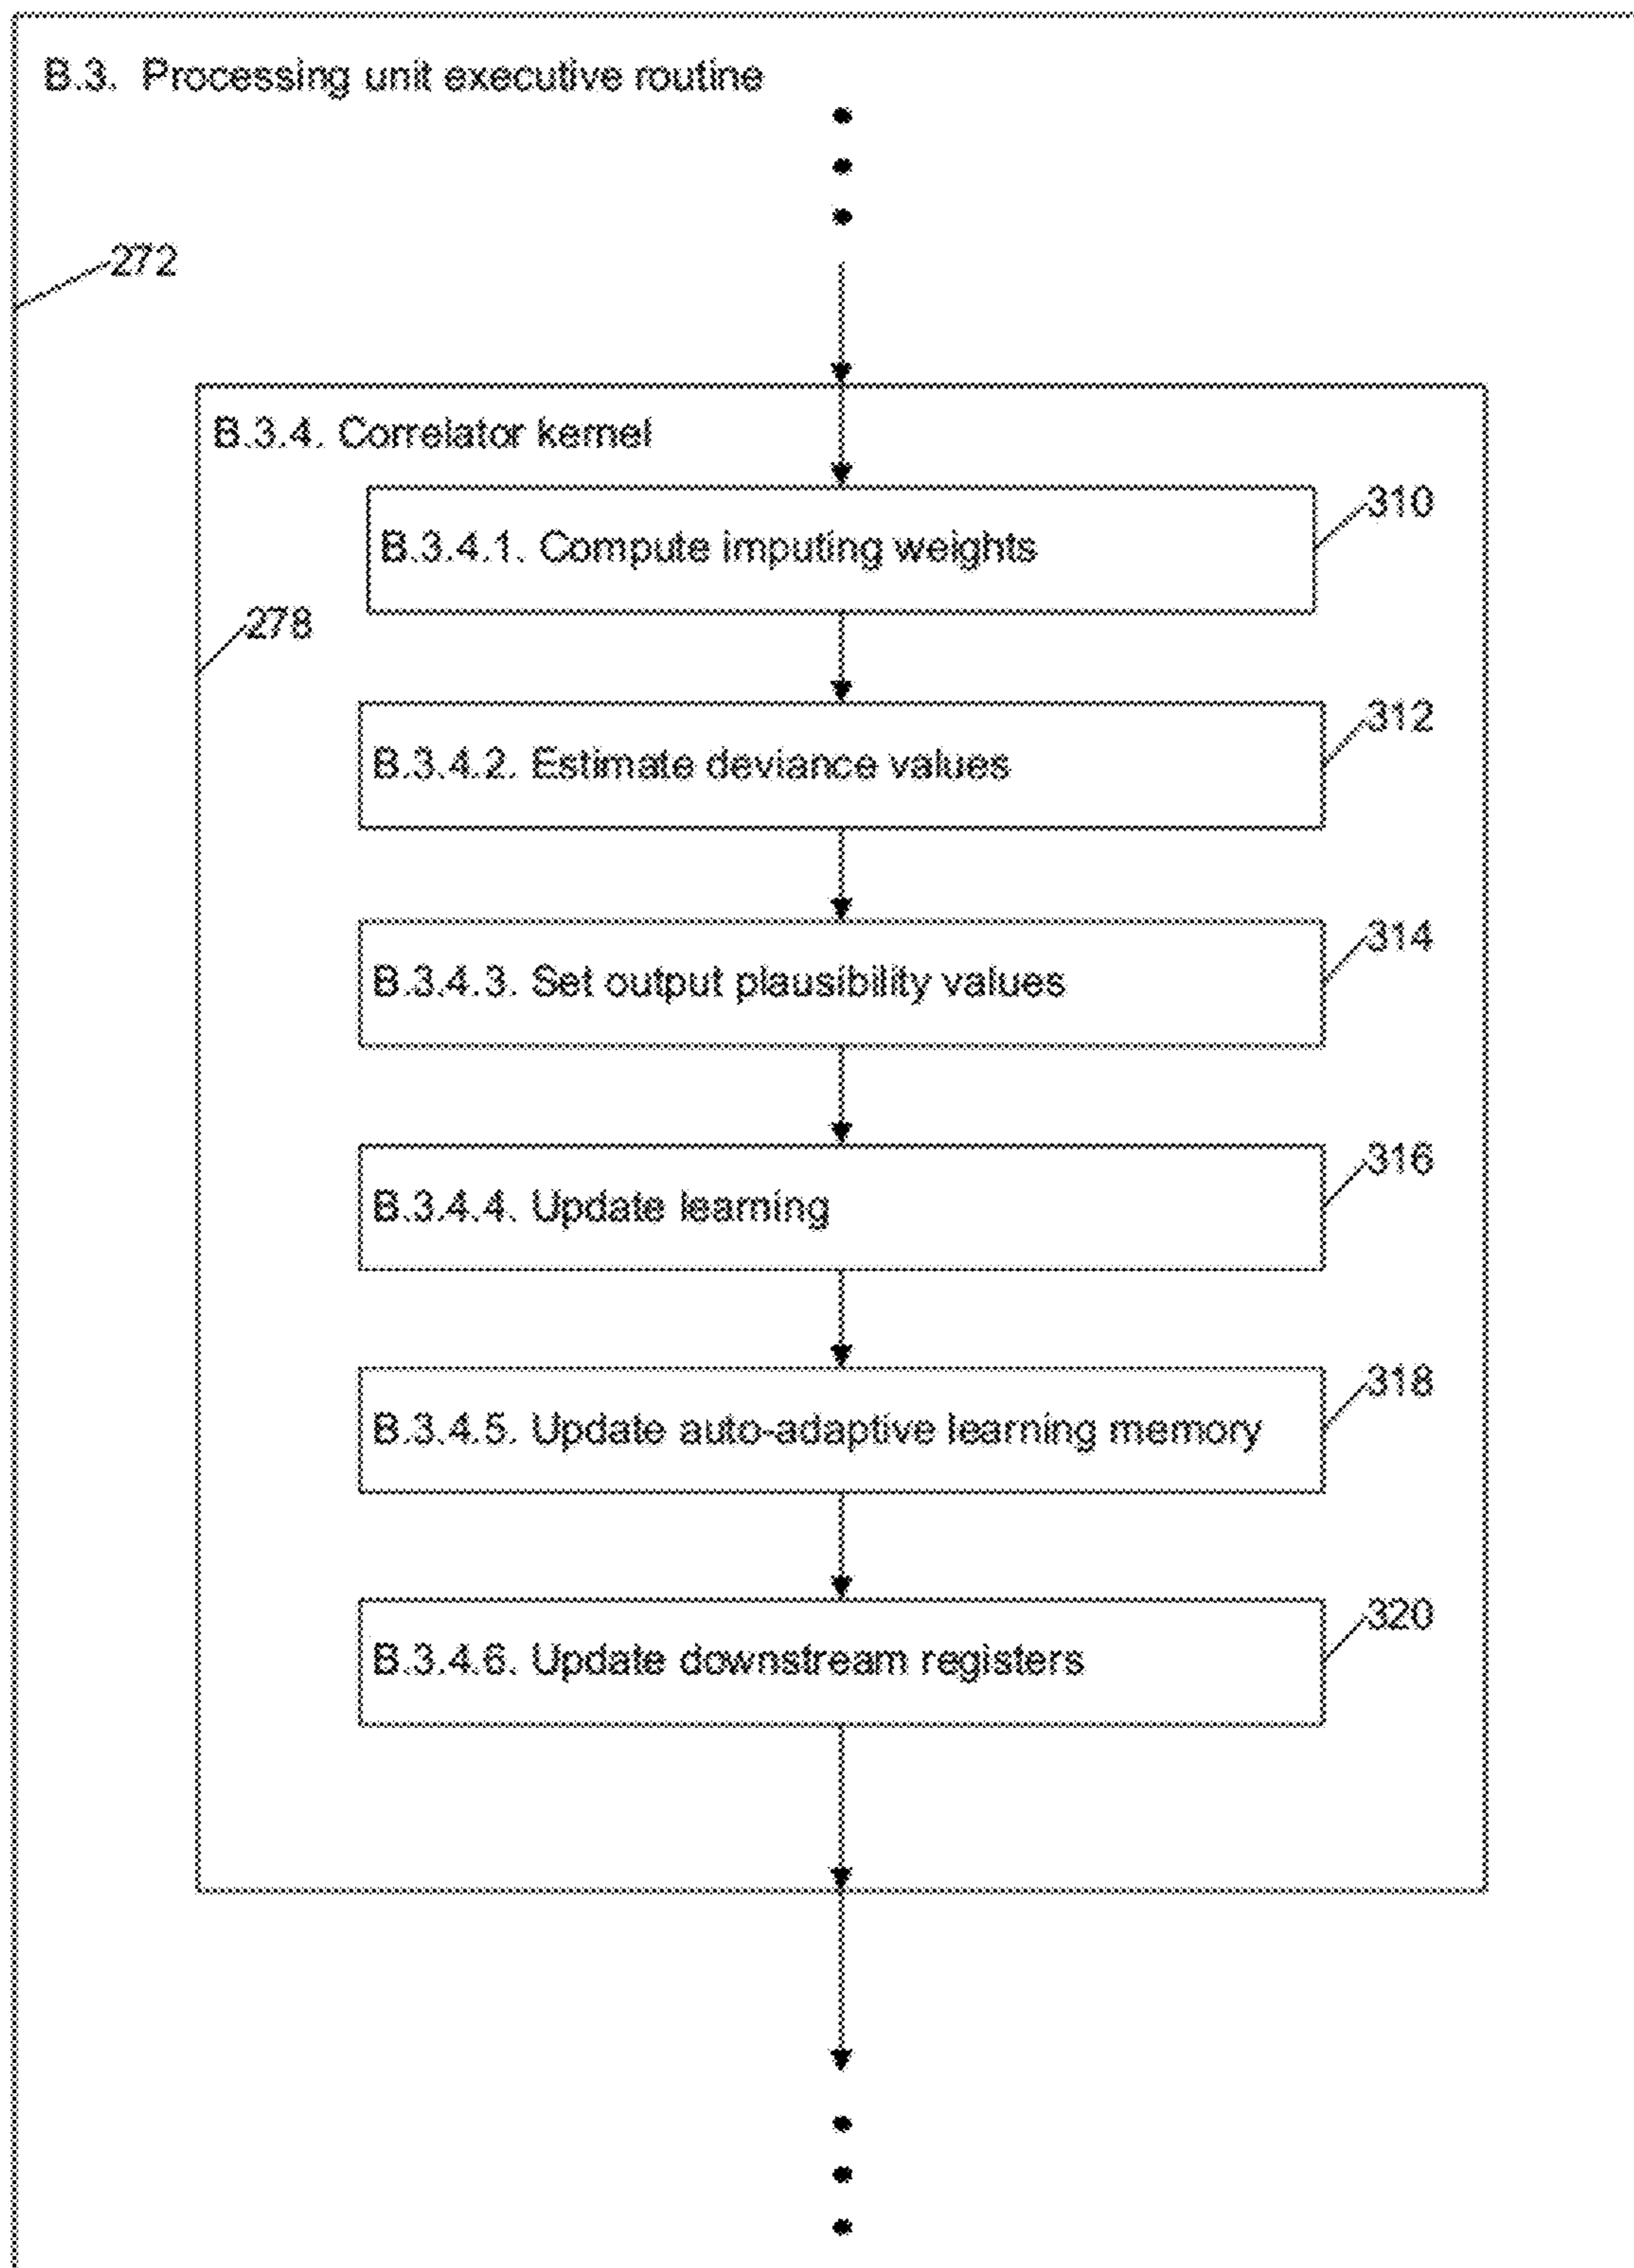 B.3. Processing unit executive routine
272
B.3.4. Correlator kernel
310
B.3.4.1. Compute imputing weights
278
312
B.3.4.2. Estimate deviance values
314
B.3.4.3. Set output plausibility values
316
B.3.4.4. Update learning
318
B.3.4.5. Update auto-adaptive learning memory
320
B.3.4.6. Update downstream registers